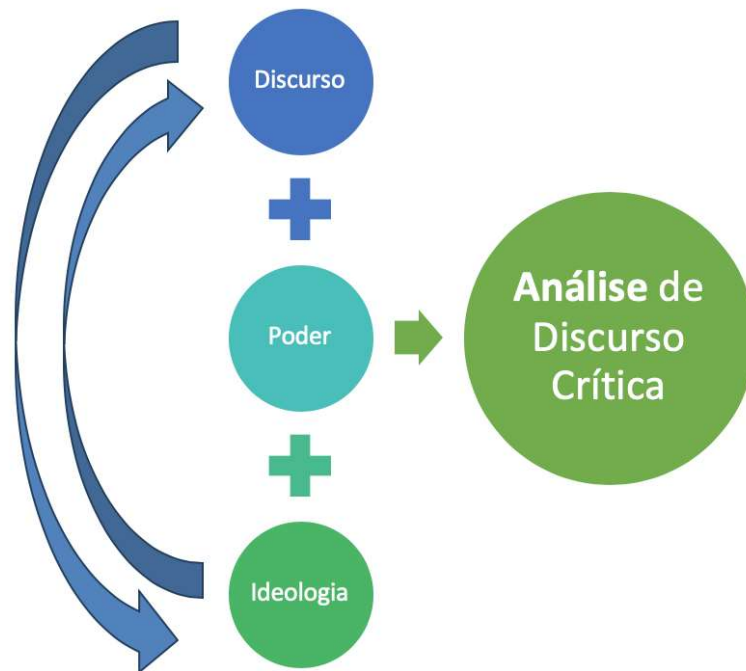 Discurso
Poder
Ideologia
Análise de
Discurso
Crítica